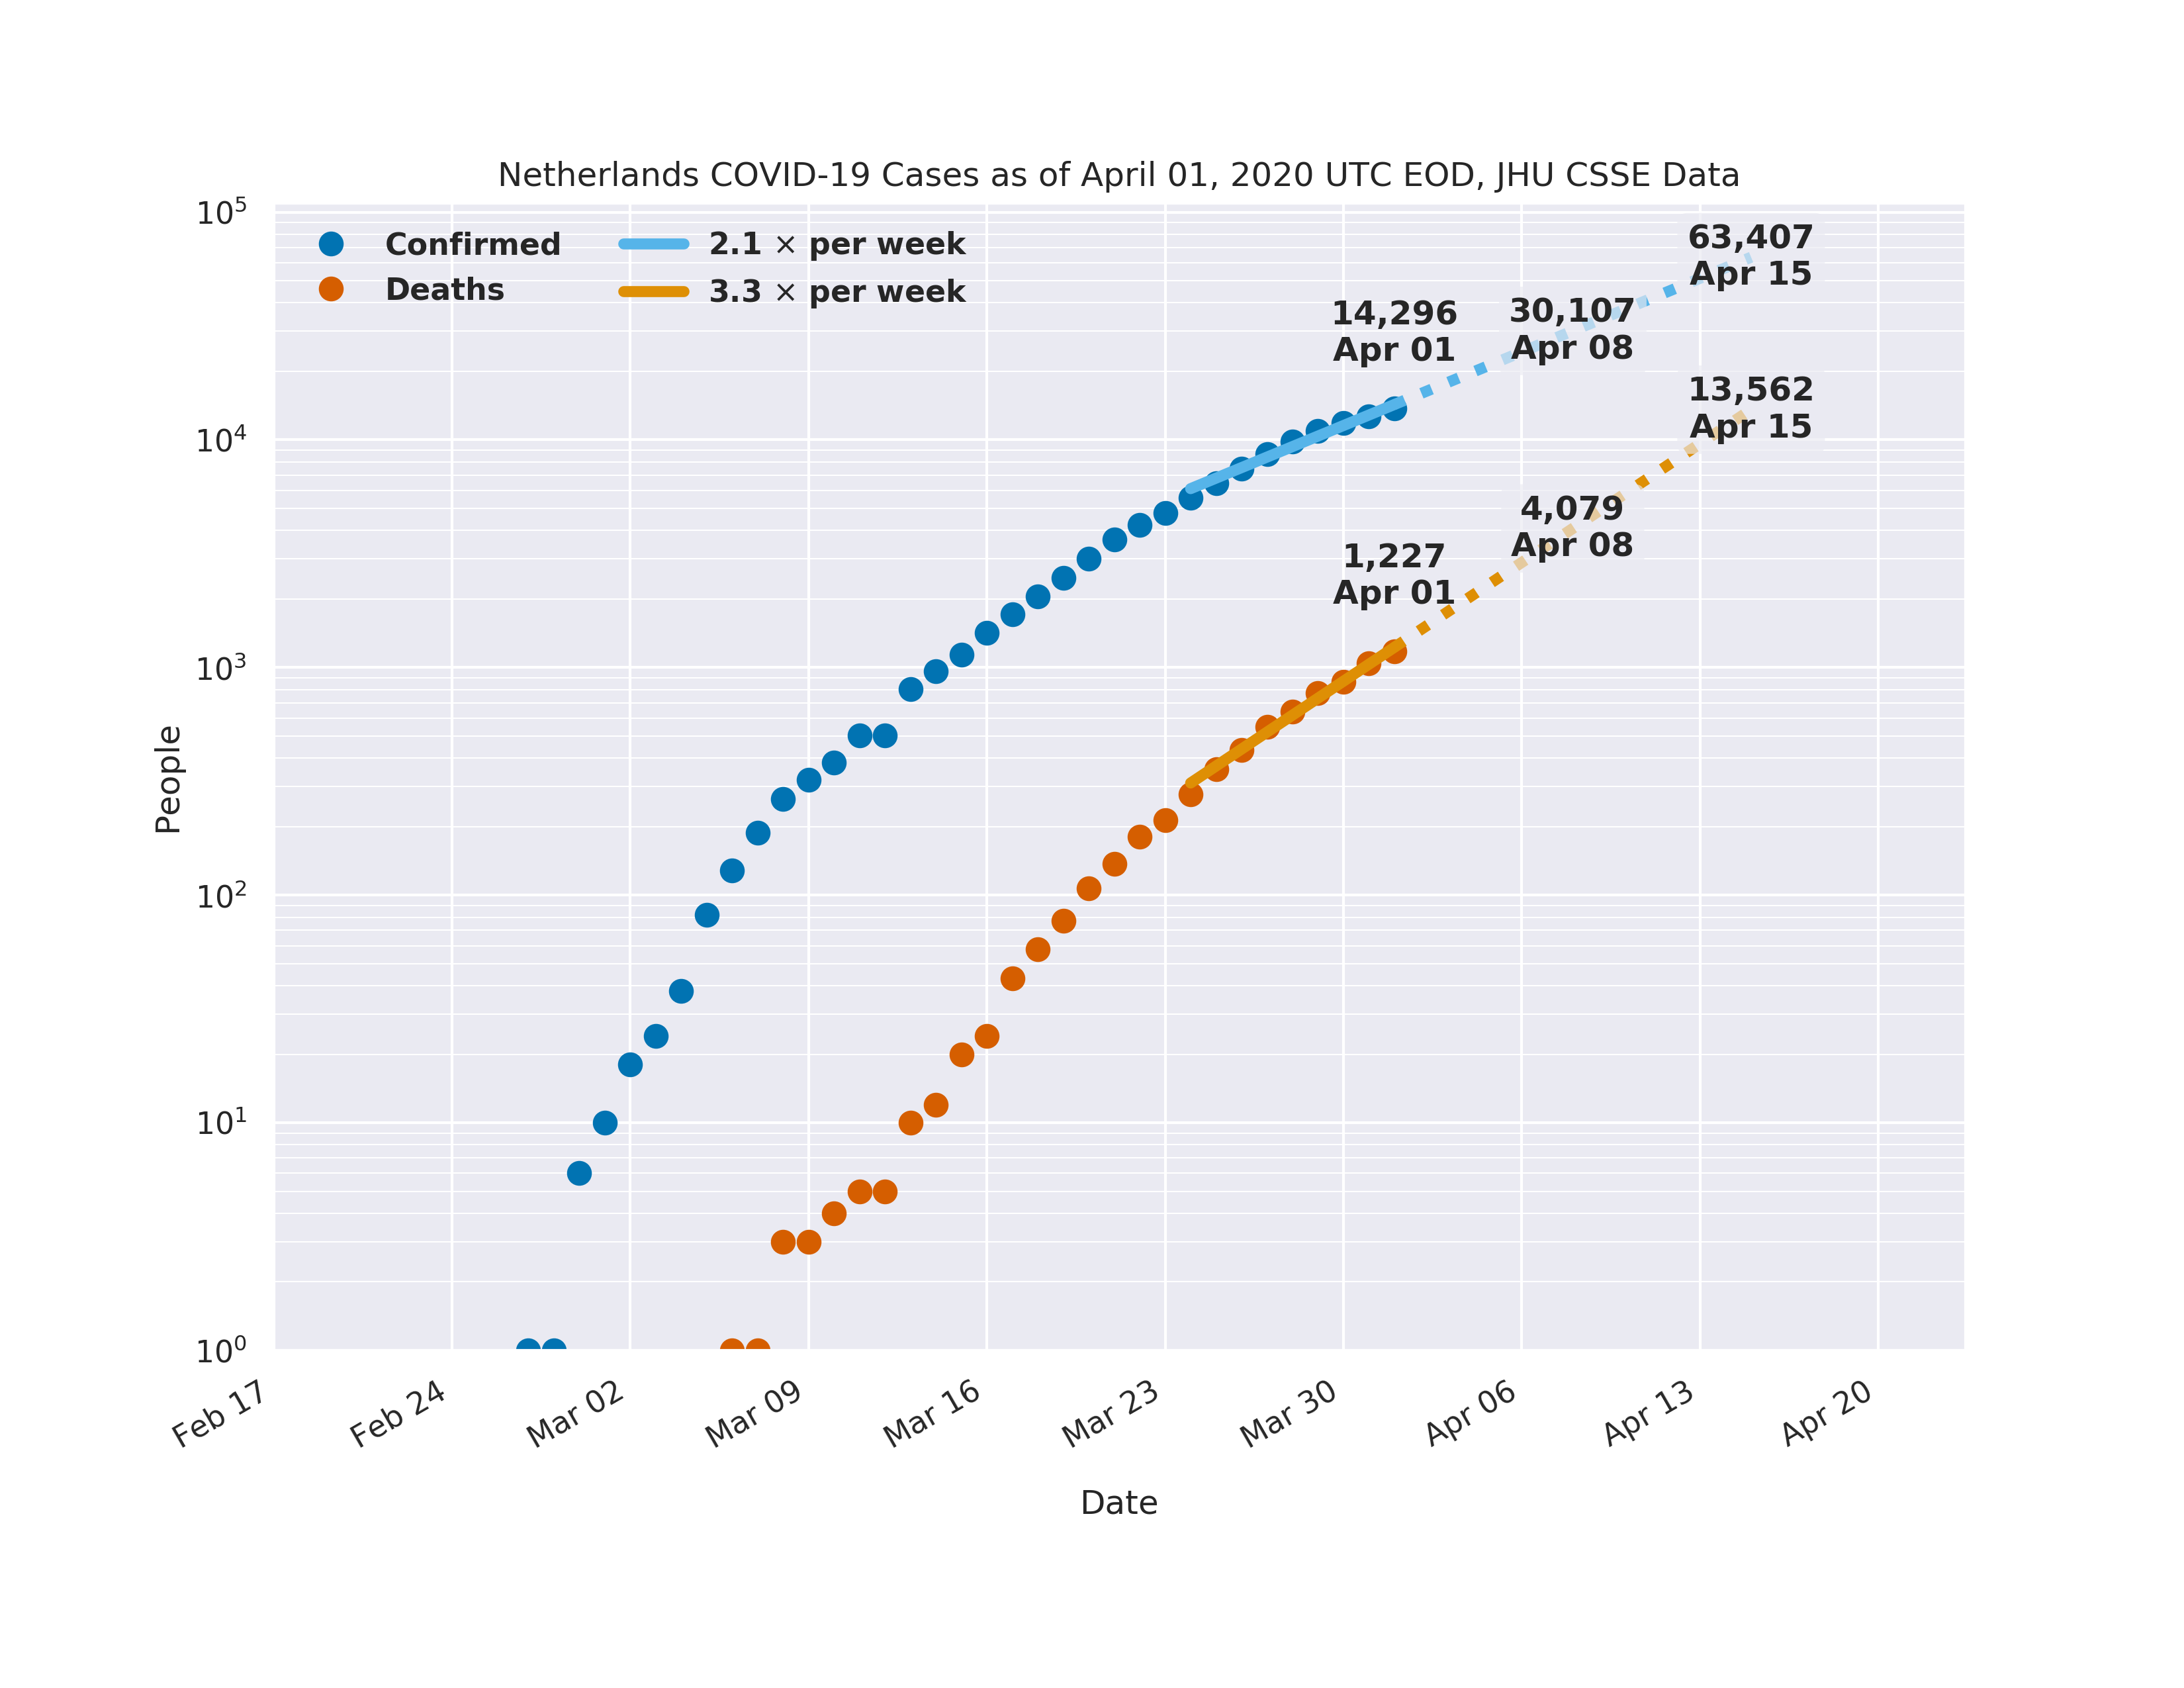 Netherlands COVID-19 Cases as of April 01, 2020 UTC EOD, JHU CSSE Data
Confirmed
Deaths
2.1 × per week
3.3 × per week
63,407
Apr 15
14,296
Apr 01
30,107
Apr 08
13,562
Apr 15
4,079
Apr 08
1,227
Apr 01
People
10⁵
10⁴
10³
10²
10¹
10⁰
Feb 17
Feb 24
Mar 02
Mar 09
Mar 16
Mar 23
Mar 30
Apr 06
Apr 13
Apr 20
Date